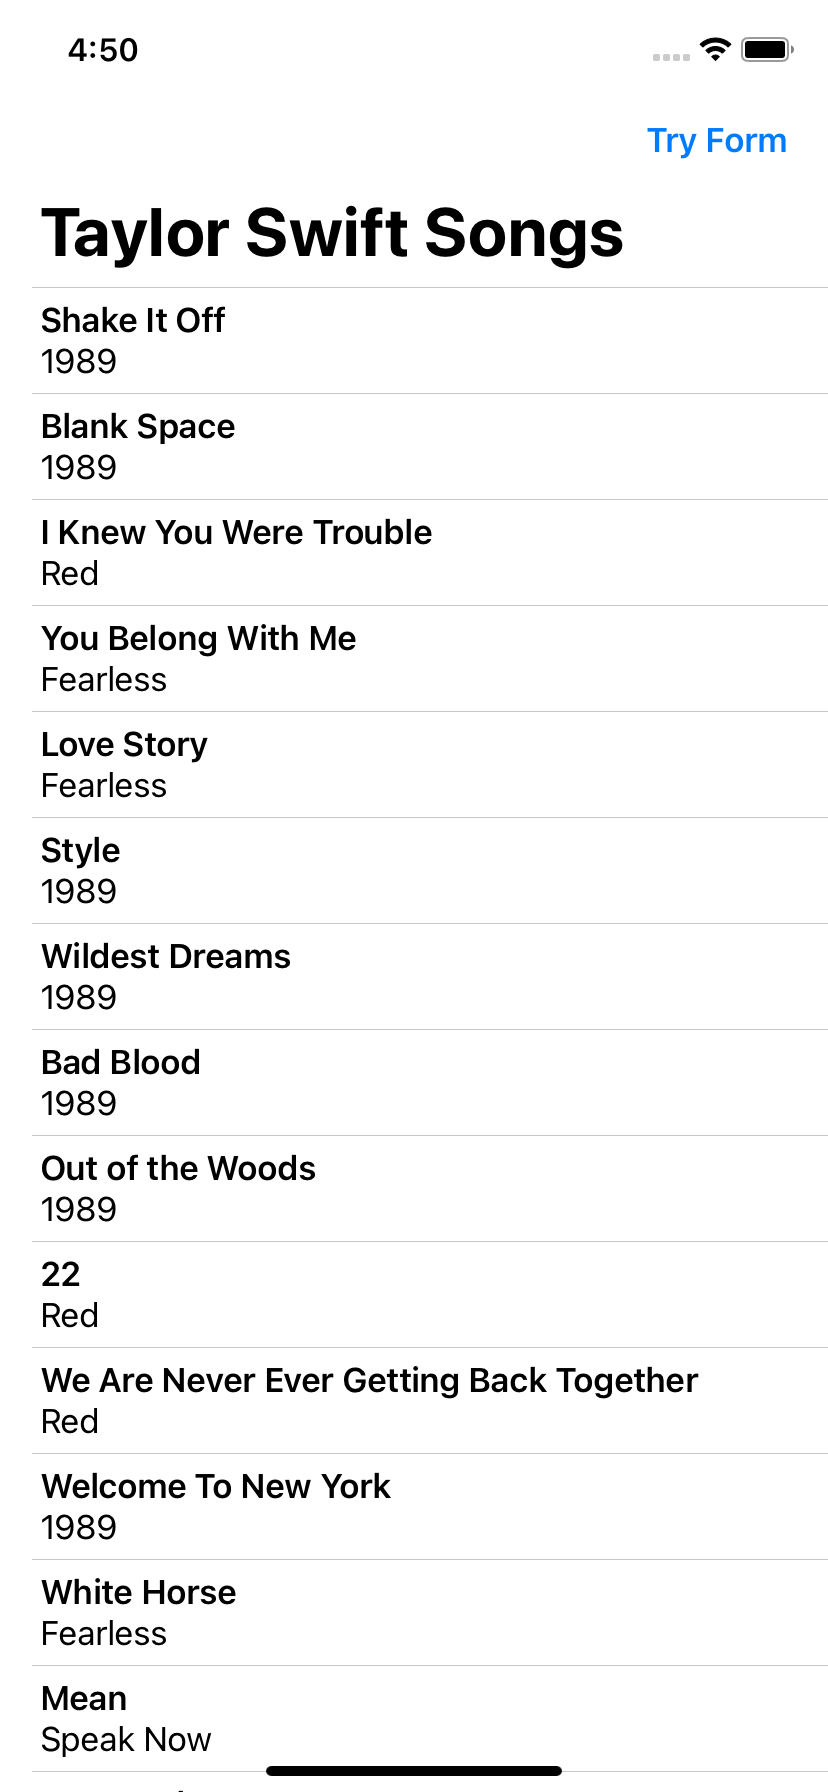 4:50
Try Form
Taylor Swift Songs
Shake It Off
1989
Blank Space
1989
I Knew You Were Trouble
Red
You Belong With Me
Fearless
Love Story
Fearless
Style
1989
Wildest Dreams
1989
Bad Blood
1989
Out of the Woods
1989
22
Red
We Are Never Ever Getting Back Together
Red
Welcome To New York
1989
White Horse
Fearless
Mean
Speak Now